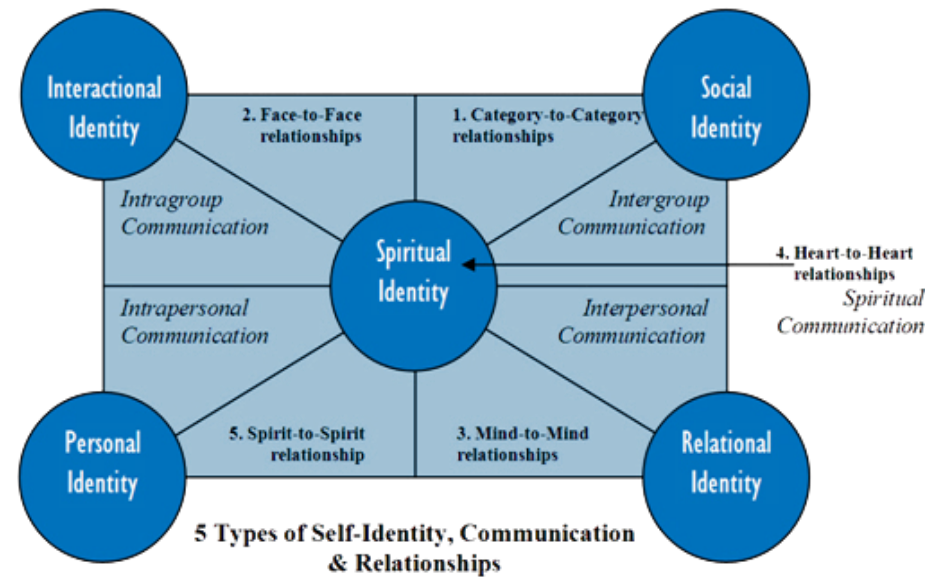 Interactional
Identity
Social
Identity
2. Face-to-Face
relationships
1. Category-to-Category
relationships
Intragroup
Communication
Intergroup
Communication
Spiritual
Identity
4. Heart-to-Heart
relationships
Spiritual
Communication
Intrapersonal
Communication
Interpersonal
Communication
Personal
Identity
5. Spirit-to-Spirit
relationship
3. Mind-to-Mind
relationships
Relational
Identity
5 Types of Self-Identity, Communication
& Relationships